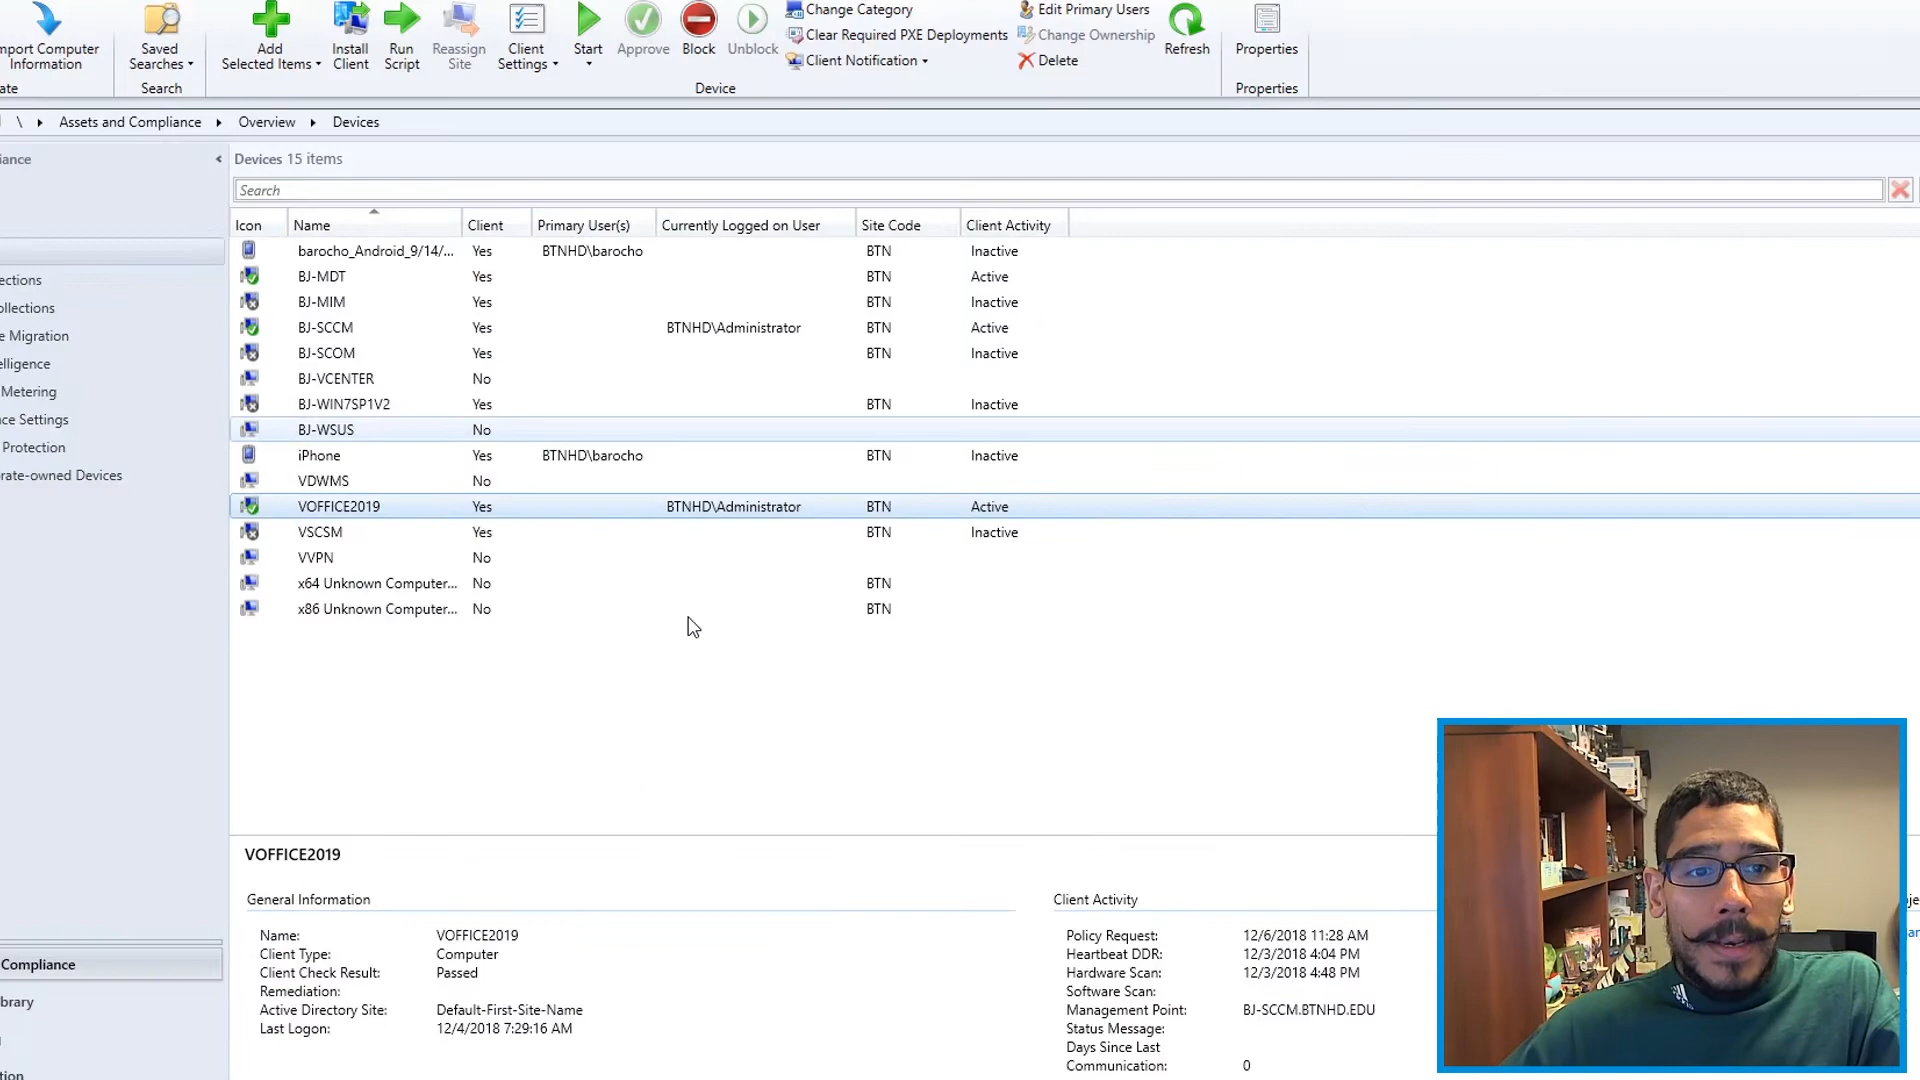 mport Computer Information
ate
Saved Searches
Search
Add Selected Items
Install Client
Run Script
Reassign Site
Client Settings
Start
Approve
Block
Unblock
Change Category
Clear Required PXE Deployments
Client Notification
Device
Edit Primary Users
Change Ownership
Delete
Refresh
Properties
Properties
\ Assets and Compliance Overview Devices
iance
Devices 15 items
Search
Icon Name Client Primary User(s) Currently Logged on User Site Code Client Activity
barocho_Android_9/14/... Yes BTNHD\barocho BTN Inactive
BJ-MDT Yes BTN Active
BJ-MIM Yes BTN Inactive
BJ-SCCM Yes BTNHD\Administrator BTN Active
BJ-SCOM Yes BTN Inactive
BJ-VCENTER No
BJ-WIN7SP1V2 Yes BTN Inactive
BJ-WSUS No
iPhone Yes BTNHD\barocho BTN Inactive
VDWMS No
VOFFICE2019 Yes BTNHD\Administrator BTN Active
VSCSM Yes BTN Inactive
VVPN No
x64 Unknown Computer... No BTN
x86 Unknown Computer... No BTN
ections
ollections
e Migration
elligence
Metering
ce Settings
Protection
rate-owned Devices
Compliance
ibrary
tion
VOFFICE2019
General Information
Name: VOFFICE2019
Client Type: Computer
Client Check Result: Passed
Remediation:
Active Directory Site: Default-First-Site-Name
Last Logon: 12/4/2018 7:29:16 AM
Client Activity
Policy Request: 12/6/2018 11:28 AM
Heartbeat DDR: 12/3/2018 4:04 PM
Hardware Scan: 12/3/2018 4:48 PM
Software Scan:
Management Point: BJ-SCCM.BTNHD.EDU
Status Message:
Days Since Last
Communication: 0